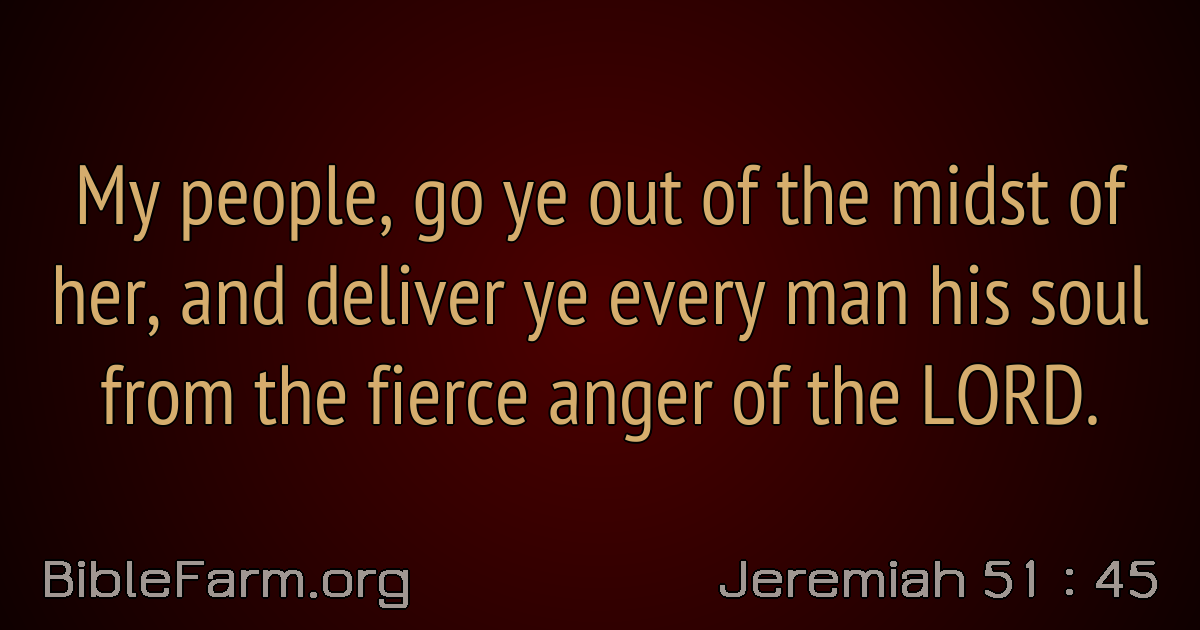 My people, go ye out of the midst of
her, and deliver ye every man his soul
from the fierce anger of the LORD.
BibleFarm.org
Jeremiah 51 : 45